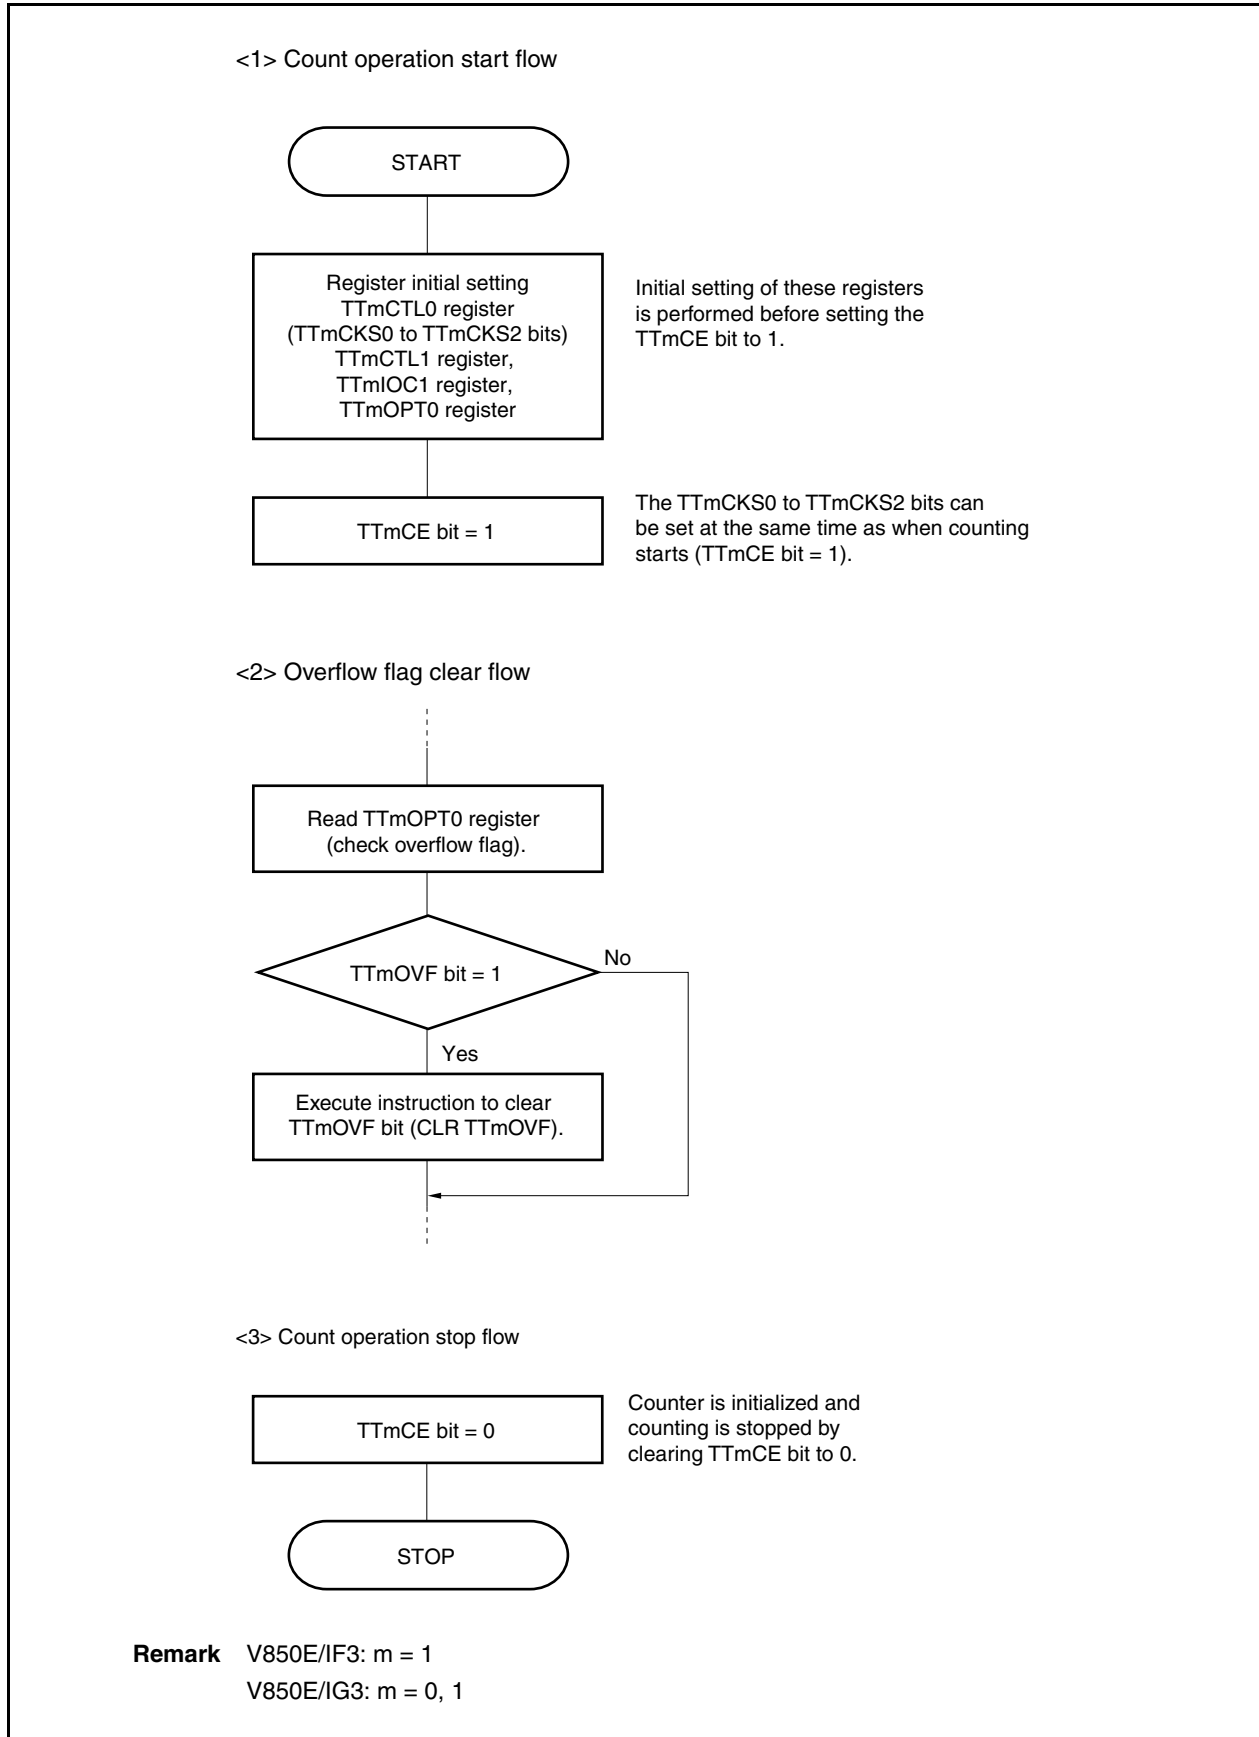 <1> Count operation start flow
START
Register initial setting
TTmCTL0 register
(TTmCKS0 to TTmCKS2 bits)
TTmCTL1 register,
TTmIOC1 register,
TTmOPT0 register
Initial setting of these registers
is performed before setting the
TTmCE bit to 1.
TTmCE bit = 1
The TTmCKS0 to TTmCKS2 bits can
be set at the same time as when counting
starts (TTmCE bit = 1).
<2> Overflow flag clear flow
Read TTmOPT0 register
(check overflow flag).
TTmOVF bit = 1
No
Yes
Execute instruction to clear
TTmOVF bit (CLR TTmOVF).
<3> Count operation stop flow
TTmCE bit = 0
Counter is initialized and
counting is stopped by
clearing TTmCE bit to 0.
STOP
Remark V850E/IF3: m = 1
V850E/IG3: m = 0, 1